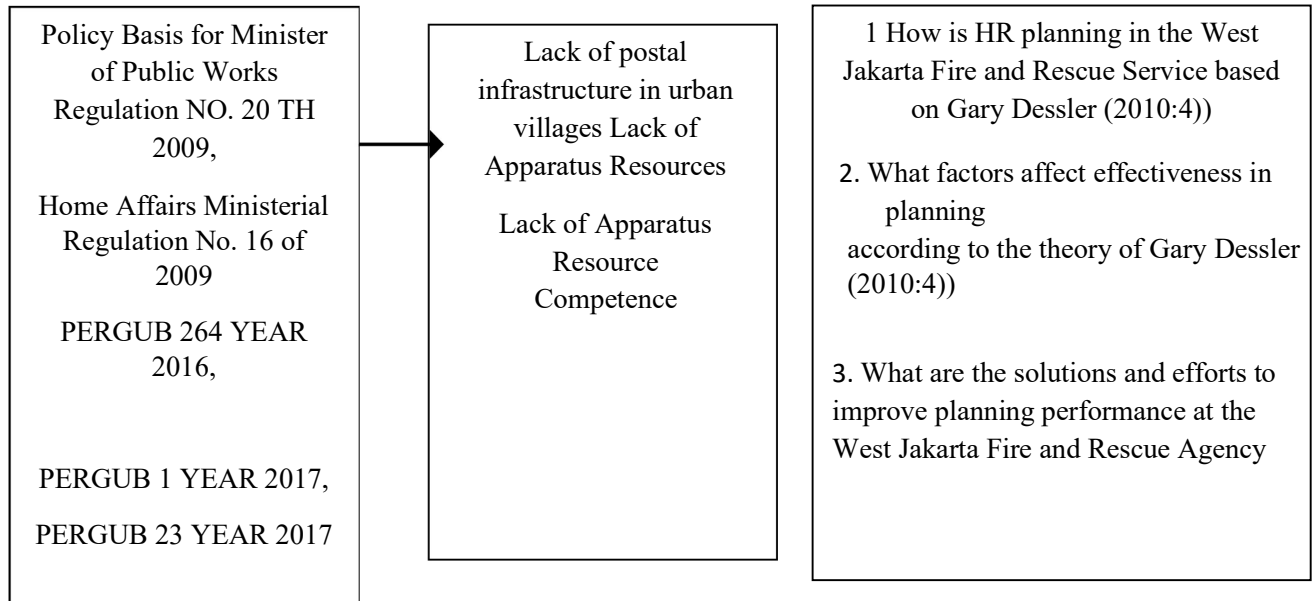 Policy Basis for Minister
of Public Works
Regulation NO. 20 TH
2009,
Home Affairs Ministerial
Regulation No. 16 of
2009
PERGUB 264 YEAR
2016,
PERGUB 1 YEAR 2017,
PERGUB 23 YEAR 2017
Lack of postal
infrastructure in urban
villages Lack of
Apparatus Resources
Lack of Apparatus
Resource
Competence
1 How is HR planning in the West
Jakarta Fire and Rescue Service based
on Gary Dessler (2010:4))
2. What factors affect effectiveness in
planning
according to the theory of Gary Dessler
(2010:4))
3. What are the solutions and efforts to
improve planning performance at the
West Jakarta Fire and Rescue Agency